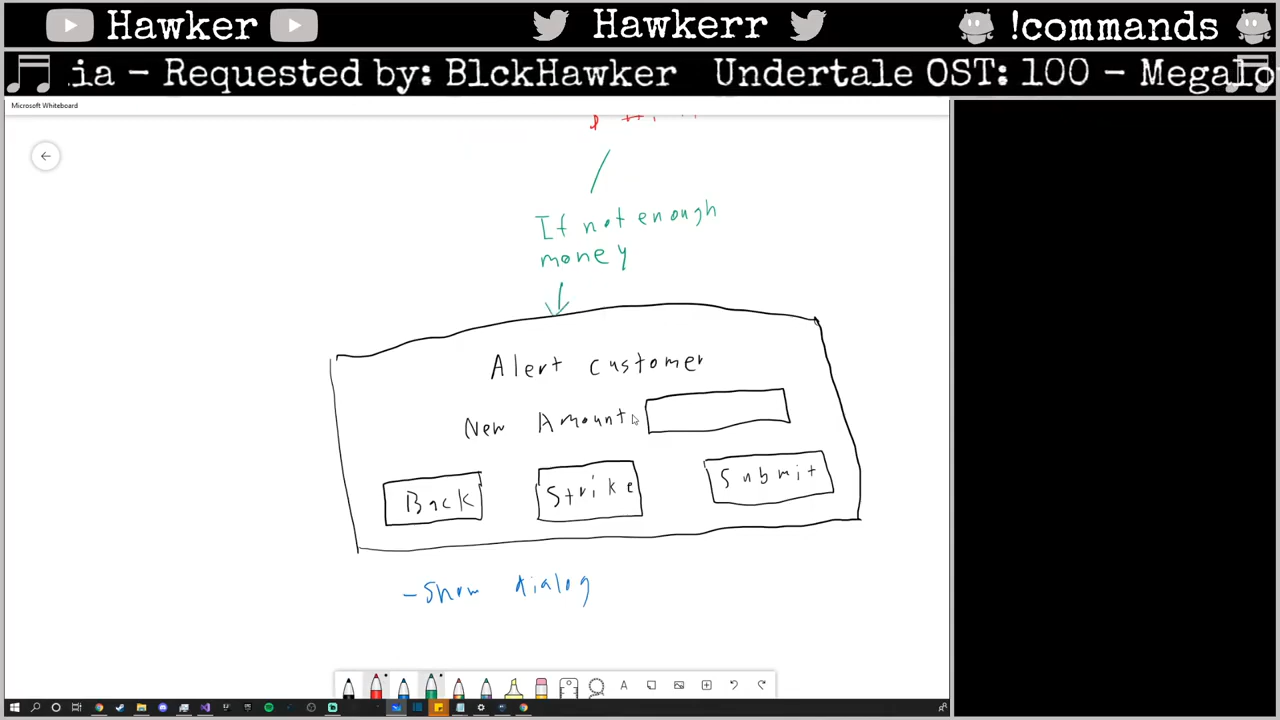 Hawker
Hawkerr
!commands
ia - Requested by: BlckHawker Undertale OST: 100 - Megalo
Microsoft Whiteboard
If not enough
money
Alert customer
New Amount:
Back
Strike
Submit
- Show dialog